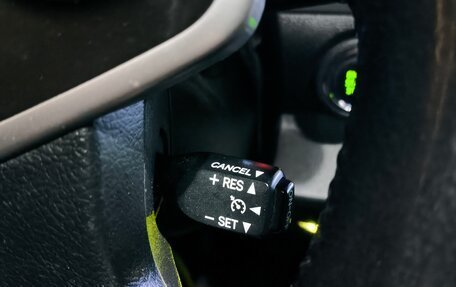 CANCEL ▼
+ RES ▲
◄
− SET ▼